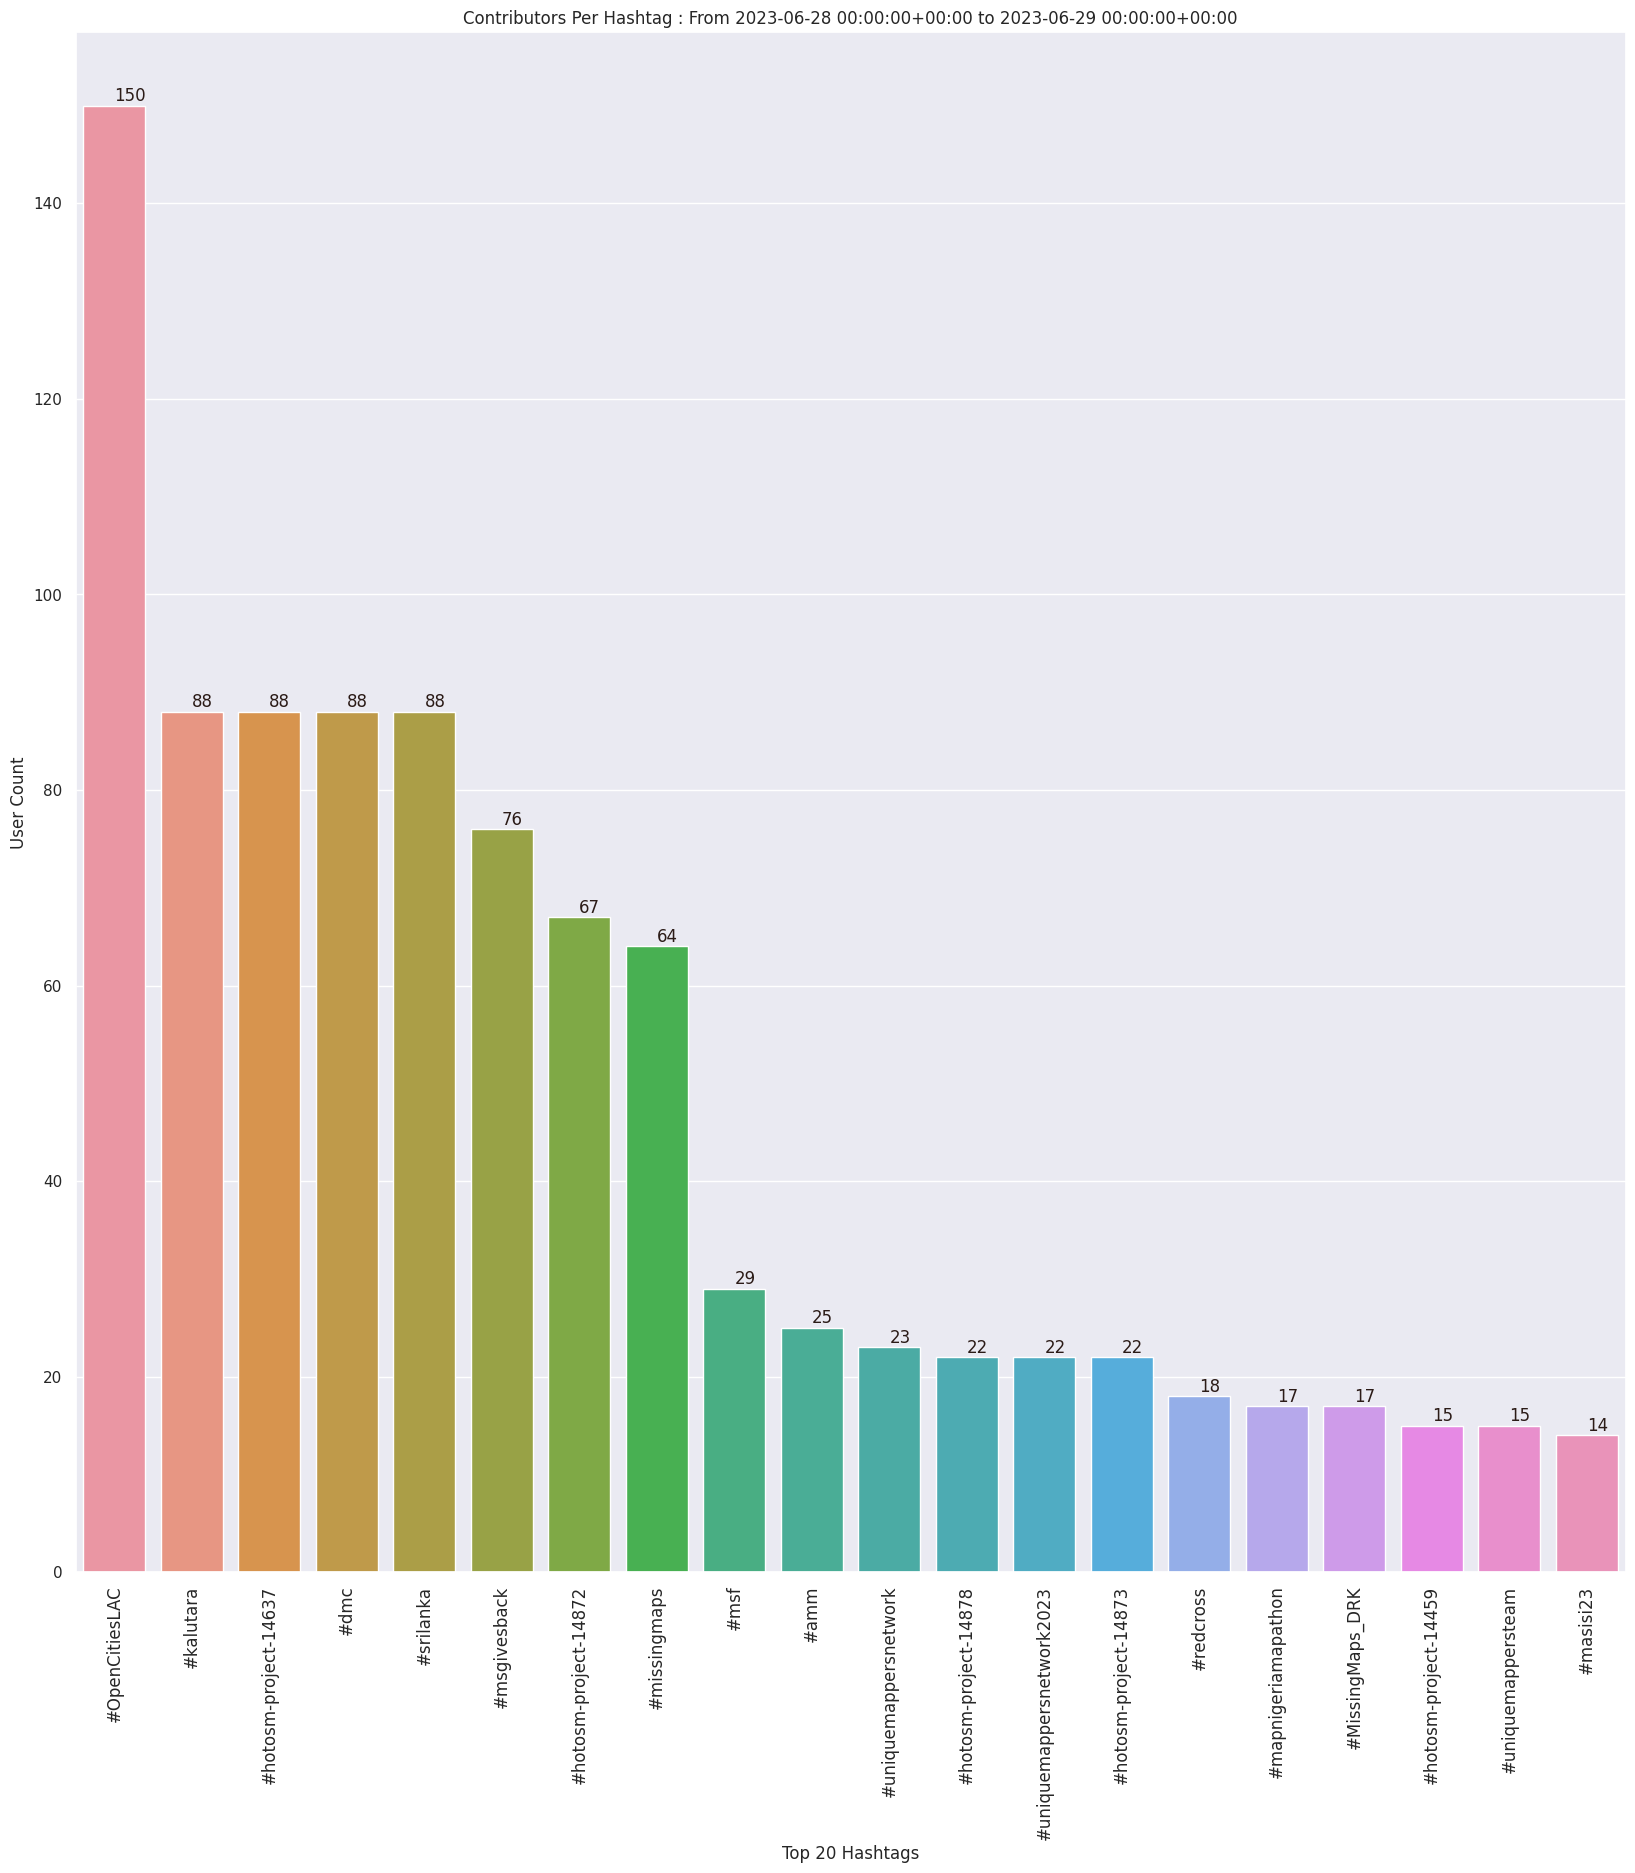 Contributors Per Hashtag : From 2023-06-28 00:00:00+00:00 to 2023-06-29 00:00:00+00:00
User Count
140
120
100
80
60
40
20
0
150
88
88
88
88
76
67
64
29
25
23
22
22
22
18
17
17
15
15
14
#OpenCitiesLAC
#kalutara
#hotosm-project-14637
#dmc
#srilanka
#msgivesback
#hotosm-project-14872
#missingmaps
#msf
#amm
#uniquemappersnetwork
#hotosm-project-14878
#uniquemappersnetwork2023
#hotosm-project-14873
#redcross
#mapnigeriamapathon
#MissingMaps_DRK
#hotosm-project-14459
#uniquemappersteam
#masisi23
Top 20 Hashtags